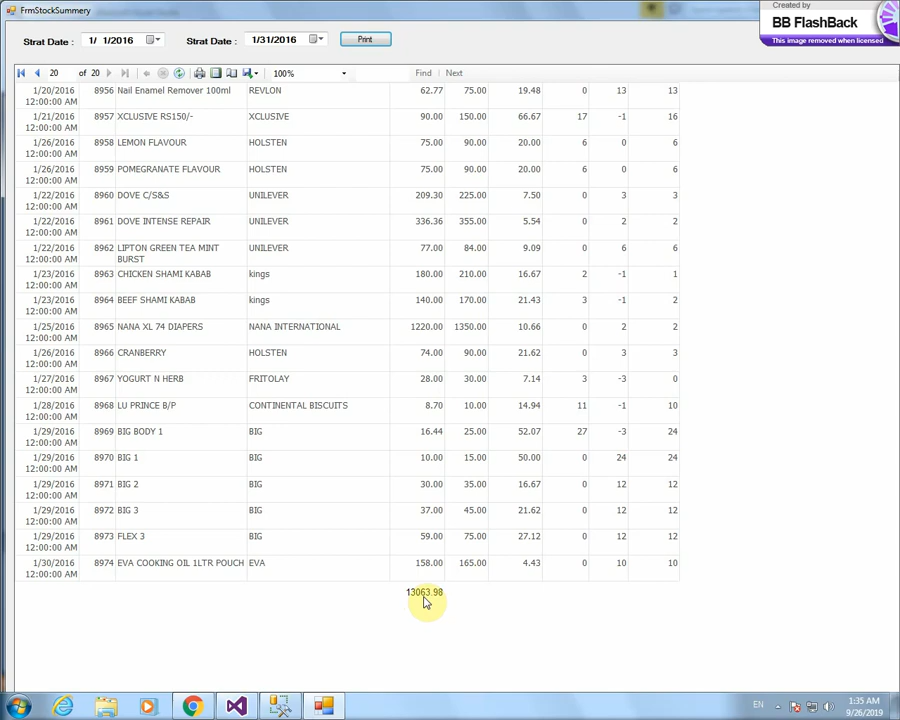 FrmStockSummery
Created by
BB FlashBack
This image removed when licensed
Strat Date : 1/ 1/2016 Strat Date : 1/31/2016 Print
20 of 20 100% Find Next
1/20/2016 8956 Nail Enamel Remover 100ml REVLON 62.77 75.00 19.48 0 13 13
12:00:00 AM
1/21/2016 8957 XCLUSIVE RS150/- XCLUSIVE 90.00 150.00 66.67 17 -1 16
12:00:00 AM
1/26/2016 8958 LEMON FLAVOUR HOLSTEN 75.00 90.00 20.00 6 0 6
12:00:00 AM
1/26/2016 8959 POMEGRANATE FLAVOUR HOLSTEN 75.00 90.00 20.00 6 0 6
12:00:00 AM
1/22/2016 8960 DOVE C/S&S UNILEVER 209.30 225.00 7.50 0 3 3
12:00:00 AM
1/22/2016 8961 DOVE INTENSE REPAIR UNILEVER 336.36 355.00 5.54 0 2 2
12:00:00 AM
1/22/2016 8962 LIPTON GREEN TEA MINT UNILEVER 77.00 84.00 9.09 0 6 6
12:00:00 AM BURST
1/23/2016 8963 CHICKEN SHAMI KABAB kings 180.00 210.00 16.67 2 -1 1
12:00:00 AM
1/23/2016 8964 BEEF SHAMI KABAB kings 140.00 170.00 21.43 3 -1 2
12:00:00 AM
1/25/2016 8965 NANA XL 74 DIAPERS NANA INTERNATIONAL 1220.00 1350.00 10.66 0 2 2
12:00:00 AM
1/26/2016 8966 CRANBERRY HOLSTEN 74.00 90.00 21.62 0 3 3
12:00:00 AM
1/27/2016 8967 YOGURT N HERB FRITOLAY 28.00 30.00 7.14 3 -3 0
12:00:00 AM
1/28/2016 8968 LU PRINCE B/P CONTINENTAL BISCUITS 8.70 10.00 14.94 11 -1 10
12:00:00 AM
1/29/2016 8969 BIG BODY 1 BIG 16.44 25.00 52.07 27 -3 24
12:00:00 AM
1/29/2016 8970 BIG 1 BIG 10.00 15.00 50.00 0 24 24
12:00:00 AM
1/29/2016 8971 BIG 2 BIG 30.00 35.00 16.67 0 12 12
12:00:00 AM
1/29/2016 8972 BIG 3 BIG 37.00 45.00 21.62 0 12 12
12:00:00 AM
1/29/2016 8973 FLEX 3 BIG 59.00 75.00 27.12 0 12 12
12:00:00 AM
1/30/2016 8974 EVA COOKING OIL 1LTR POUCH EVA 158.00 165.00 4.43 0 10 10
12:00:00 AM
13063.98
EN 1:35 AM
9/26/2019